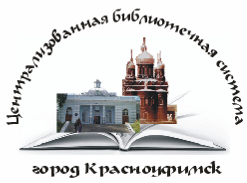 Централизованная библиотечная система
город Красноуфимск